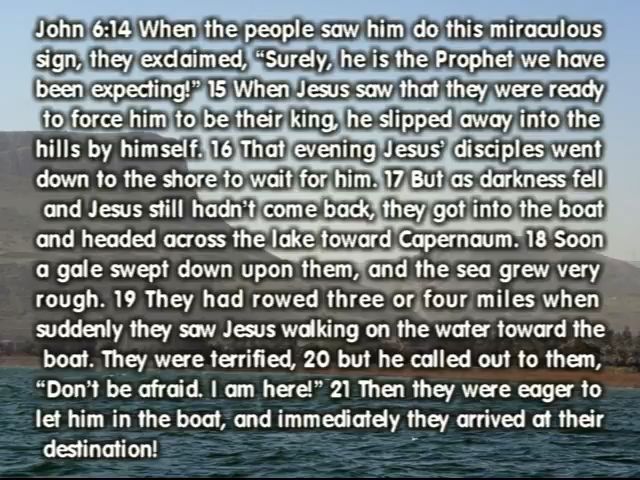 John 6:14 When the people saw him do this miraculous
sign, they exclaimed, “Surely, he is the Prophet we have
been expecting!” 15 When Jesus saw that they were ready
to force him to be their king, he slipped away into the
hills by himself. 16 That evening Jesus’ disciples went
down to the shore to wait for him. 17 But as darkness fell
and Jesus still hadn’t come back, they got into the boat
and headed across the lake toward Capernaum. 18 Soon
a gale swept down upon them, and the sea grew very
rough. 19 They had rowed three or four miles when
suddenly they saw Jesus walking on the water toward the
boat. They were terrified, 20 but he called out to them,
“Don’t be afraid. I am here!” 21 Then they were eager to
let him in the boat, and immediately they arrived at their
destination!